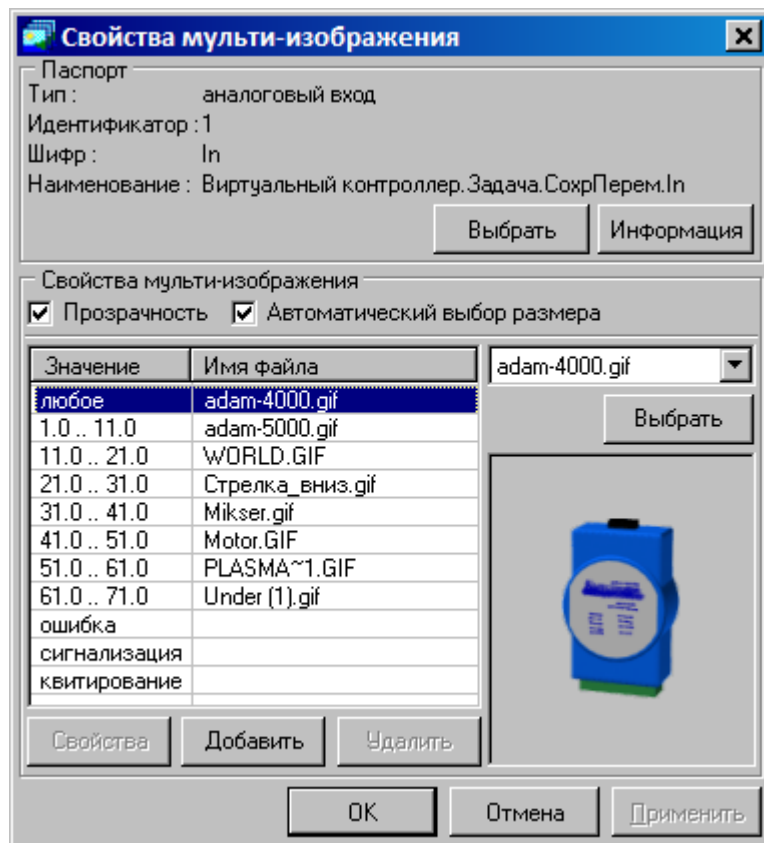 Свойства мульти-изображения
Паспорт
Тип : аналоговый вход
Идентификатор : 1
Шифр : In
Наименование : Виртуальный контроллер.Задача.СохрПерем.In
Выбрать Информация
Свойства мульти-изображения
Прозрачность Автоматический выбор размера
Значение Имя файла adam-4000.gif
любое adam-4000.gif
Выбрать
1.0 .. 11.0 adam-5000.gif
11.0 .. 21.0 WORLD.GIF
21.0 .. 31.0 Стрелка_вниз.gif
31.0 .. 41.0 Mikser.gif
41.0 .. 51.0 Motor.GIF
51.0 .. 61.0 PLASMA~1.GIF
61.0 .. 71.0 Under (1).gif
ошибка
сигнализация
квитирование
Свойства Добавить Удалить
OK Отмена Применить